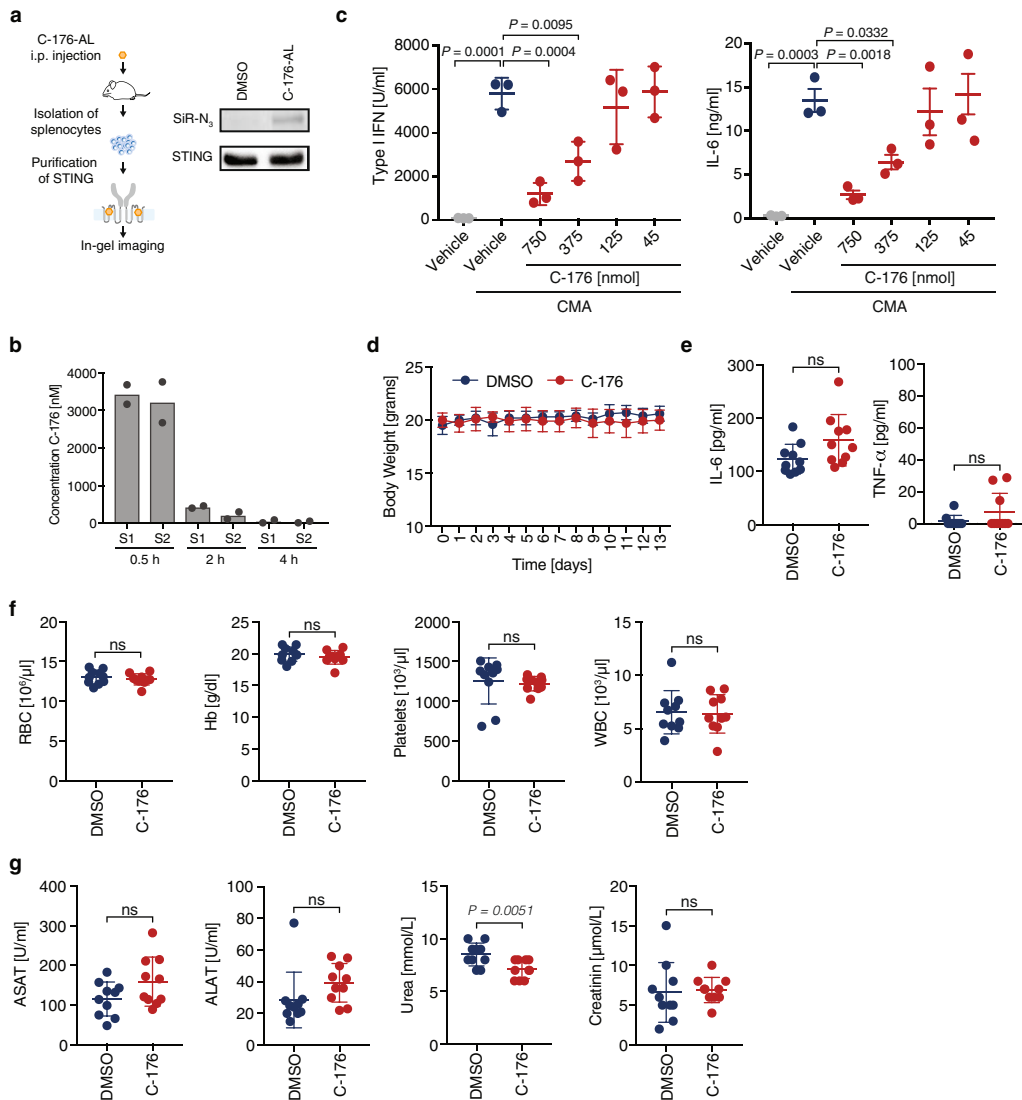 a
C-176-AL
i.p. injection
Isolation of
splenocytes
Purification
of STING
In-gel imaging
DMSO
C-176-AL
SiR-N3
STING
c
P = 0.0095
P = 0.0001
P = 0.0004
Type I IFN [U/ml]
8000
6000
4000
2000
0
Vehicle
Vehicle
750
375
125
45
C-176 [nmol]
CMA
P = 0.0332
P = 0.0003
P = 0.0018
IL-6 [ng/ml]
20
15
10
5
0
Vehicle
Vehicle
750
375
125
45
C-176 [nmol]
CMA
b
Concentration C-176 [nM]
4000
3000
2000
1000
0
S1
S2
S1
S2
S1
S2
0.5 h
2 h
4 h
d
DMSO
C-176
Body Weight [grams]
25
20
15
10
0
1
2
3
4
5
6
7
8
9
10
11
12
13
Time [days]
e
ns
IL-6 [pg/ml]
300
200
100
0
DMSO
C-176
ns
TNF-α [pg/ml]
100
80
60
40
20
0
DMSO
C-176
f
ns
RBC [10⁶/µl]
20
15
10
5
0
DMSO
C-176
ns
Hb [g/dl]
25
20
15
10
5
0
DMSO
C-176
ns
Platelets [10³/µl]
2000
1500
1000
500
0
DMSO
C-176
ns
WBC [10³/µl]
15
10
5
0
DMSO
C-176
g
ns
ASAT [U/ml]
400
300
200
100
0
DMSO
C-176
ns
ALAT [U/ml]
100
80
60
40
20
0
DMSO
C-176
P = 0.0051
Urea [mmol/L]
15
10
5
0
DMSO
C-176
ns
Creatinin [µmol/L]
20
15
10
5
0
DMSO
C-176